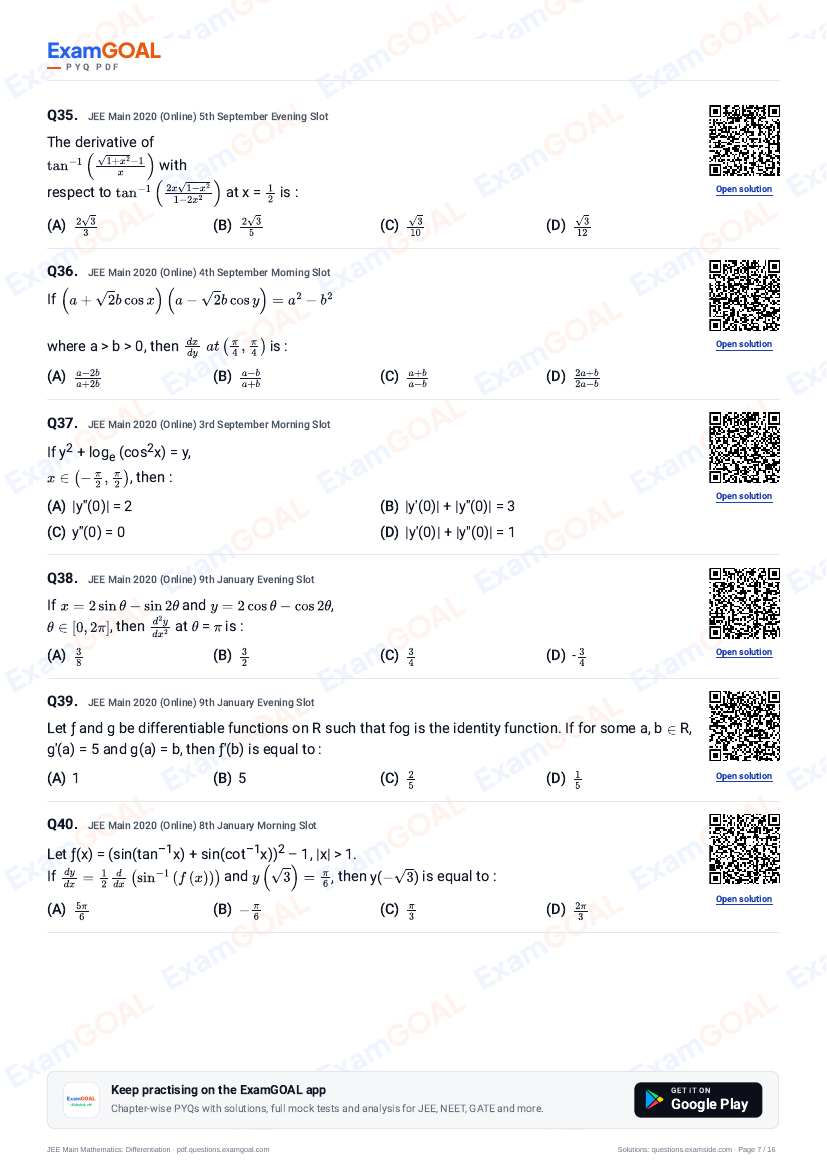 ExamGOAL
PYQ PDF
Q35. JEE Main 2020 (Online) 5th September Evening Slot
The derivative of
tan⁻¹ ((√(1+x²)−1)/x) with
respect to tan⁻¹ ((2x√(1−x²))/(1−2x²)) at x = 1/2 is :
(A) 2√3/3 (B) 2√3/5 (C) √3/10 (D) √3/12
Open solution
Q36. JEE Main 2020 (Online) 4th September Morning Slot
If (a + √2b cos x) (a − √2b cos y) = a² − b²
where a > b > 0, then dx/dy at (π/4, π/4) is :
(A) (a−2b)/(a+2b) (B) (a−b)/(a+b) (C) (a+b)/(a−b) (D) (2a+b)/(2a−b)
Open solution
Q37. JEE Main 2020 (Online) 3rd September Morning Slot
If y² + logₑ (cos²x) = y,
x ∈ (−π/2, π/2), then :
(A) |y''(0)| = 2 (B) |y'(0)| + |y''(0)| = 3
(C) y''(0) = 0 (D) |y'(0)| + |y''(0)| = 1
Open solution
Q38. JEE Main 2020 (Online) 9th January Evening Slot
If x = 2 sin θ − sin 2θ and y = 2 cos θ − cos 2θ,
θ ∈ [0, 2π], then d²y/dx² at θ = π is :
(A) 3/8 (B) 3/2 (C) 3/4 (D) -3/4
Open solution
Q39. JEE Main 2020 (Online) 9th January Evening Slot
Let ƒ and g be differentiable functions on R such that fog is the identity function. If for some a, b ∈ R,
g'(a) = 5 and g(a) = b, then ƒ'(b) is equal to :
(A) 1 (B) 5 (C) 2/5 (D) 1/5
Open solution
Q40. JEE Main 2020 (Online) 8th January Morning Slot
Let ƒ(x) = (sin(tan⁻¹x) + sin(cot⁻¹x))² − 1, |x| > 1.
If dy/dx = 1/2 d/dx (sin⁻¹ (f (x))) and y (√3) = π/6, then y(−√3) is equal to :
(A) 5π/6 (B) −π/6 (C) π/3 (D) 2π/3
Open solution
Keep practising on the ExamGOAL app
Chapter-wise PYQs with solutions, full mock tests and analysis for JEE, NEET, GATE and more.
GET IT ON
Google Play
JEE Main Mathematics: Differentiation · pdf.questions.examgoal.com
Solutions: questions.examside.com · Page 7 / 16